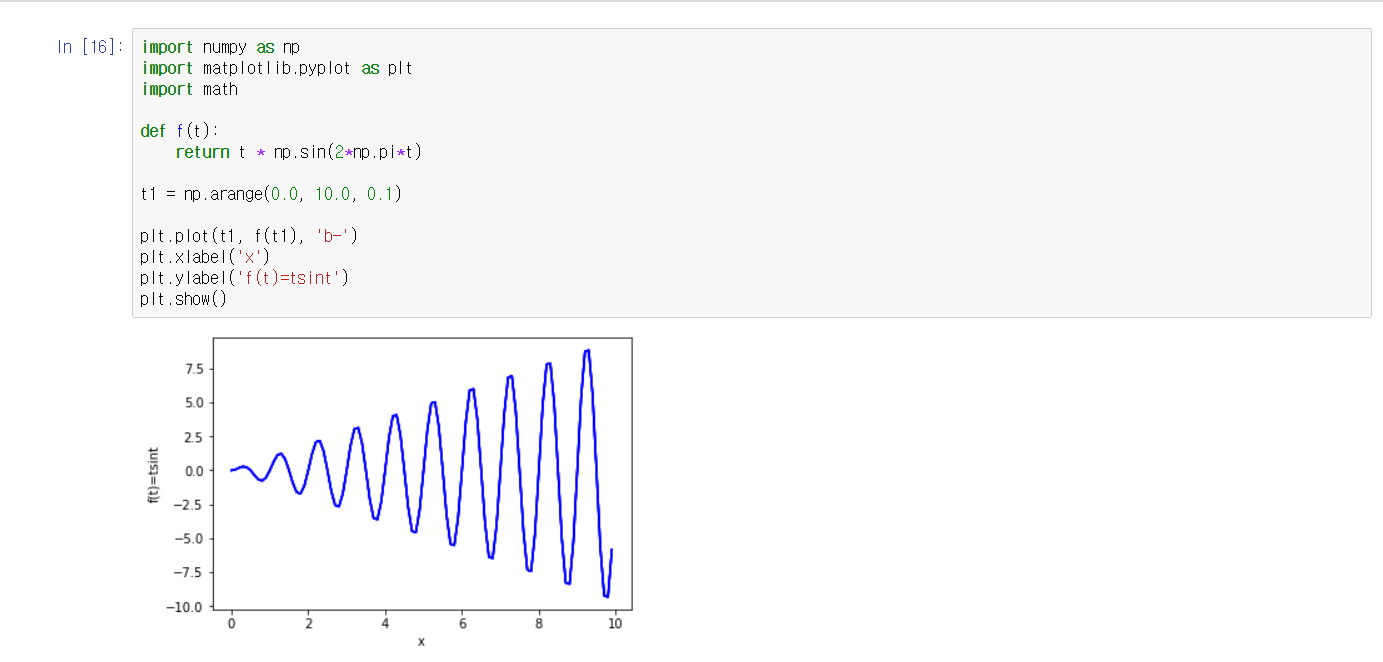 In [16]:
import numpy as np
import matplotlib.pyplot as plt
import math
def f(t):
    return t * np.sin(2*np.pi*t)
t1 = np.arange(0.0, 10.0, 0.1)
plt.plot(t1, f(t1), 'b-')
plt.xlabel('x')
plt.ylabel('f(t)=tsint')
plt.show()
7.5
5.0
2.5
0.0
−2.5
−5.0
−7.5
−10.0
f(t)=tsint
0 2 4 6 8 10
x